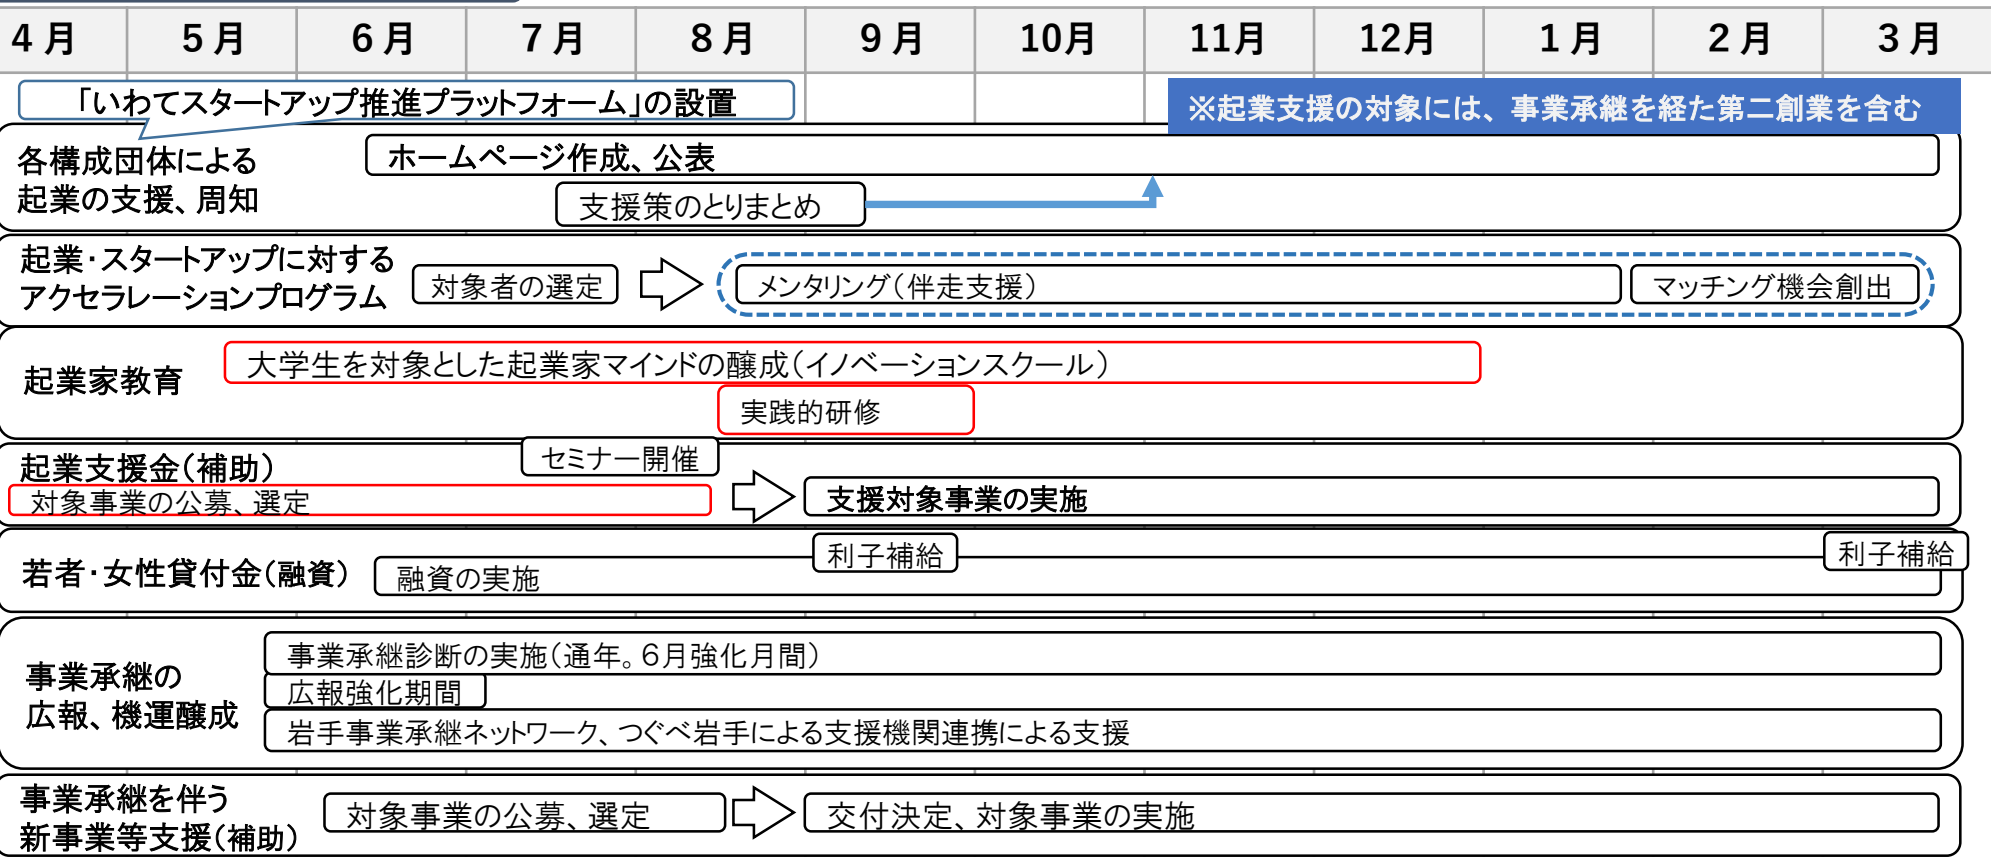 4月 5月 6月 7月 8月 9月 10月 11月 12月 1月 2月 3月
「いわてスタートアップ推進プラットフォーム」の設置
※起業支援の対象には、事業承継を経た第二創業を含む
各構成団体による
起業の支援、周知
ホームページ作成、公表
支援策のとりまとめ
起業・スタートアップに対する
アクセラレーションプログラム
対象者の選定
メンタリング(伴走支援)
マッチング機会創出
起業家教育
大学生を対象とした起業家マインドの醸成(イノベーションスクール)
実践的研修
起業支援金(補助)
セミナー開催
対象事業の公募、選定
支援対象事業の実施
若者・女性貸付金(融資)
融資の実施
利子補給
利子補給
事業承継の
広報、機運醸成
事業承継診断の実施(通年。6月強化月間)
広報強化期間
岩手事業承継ネットワーク、つぐべ岩手による支援機関連携による支援
事業承継を伴う
新事業等支援(補助)
対象事業の公募、選定
交付決定、対象事業の実施